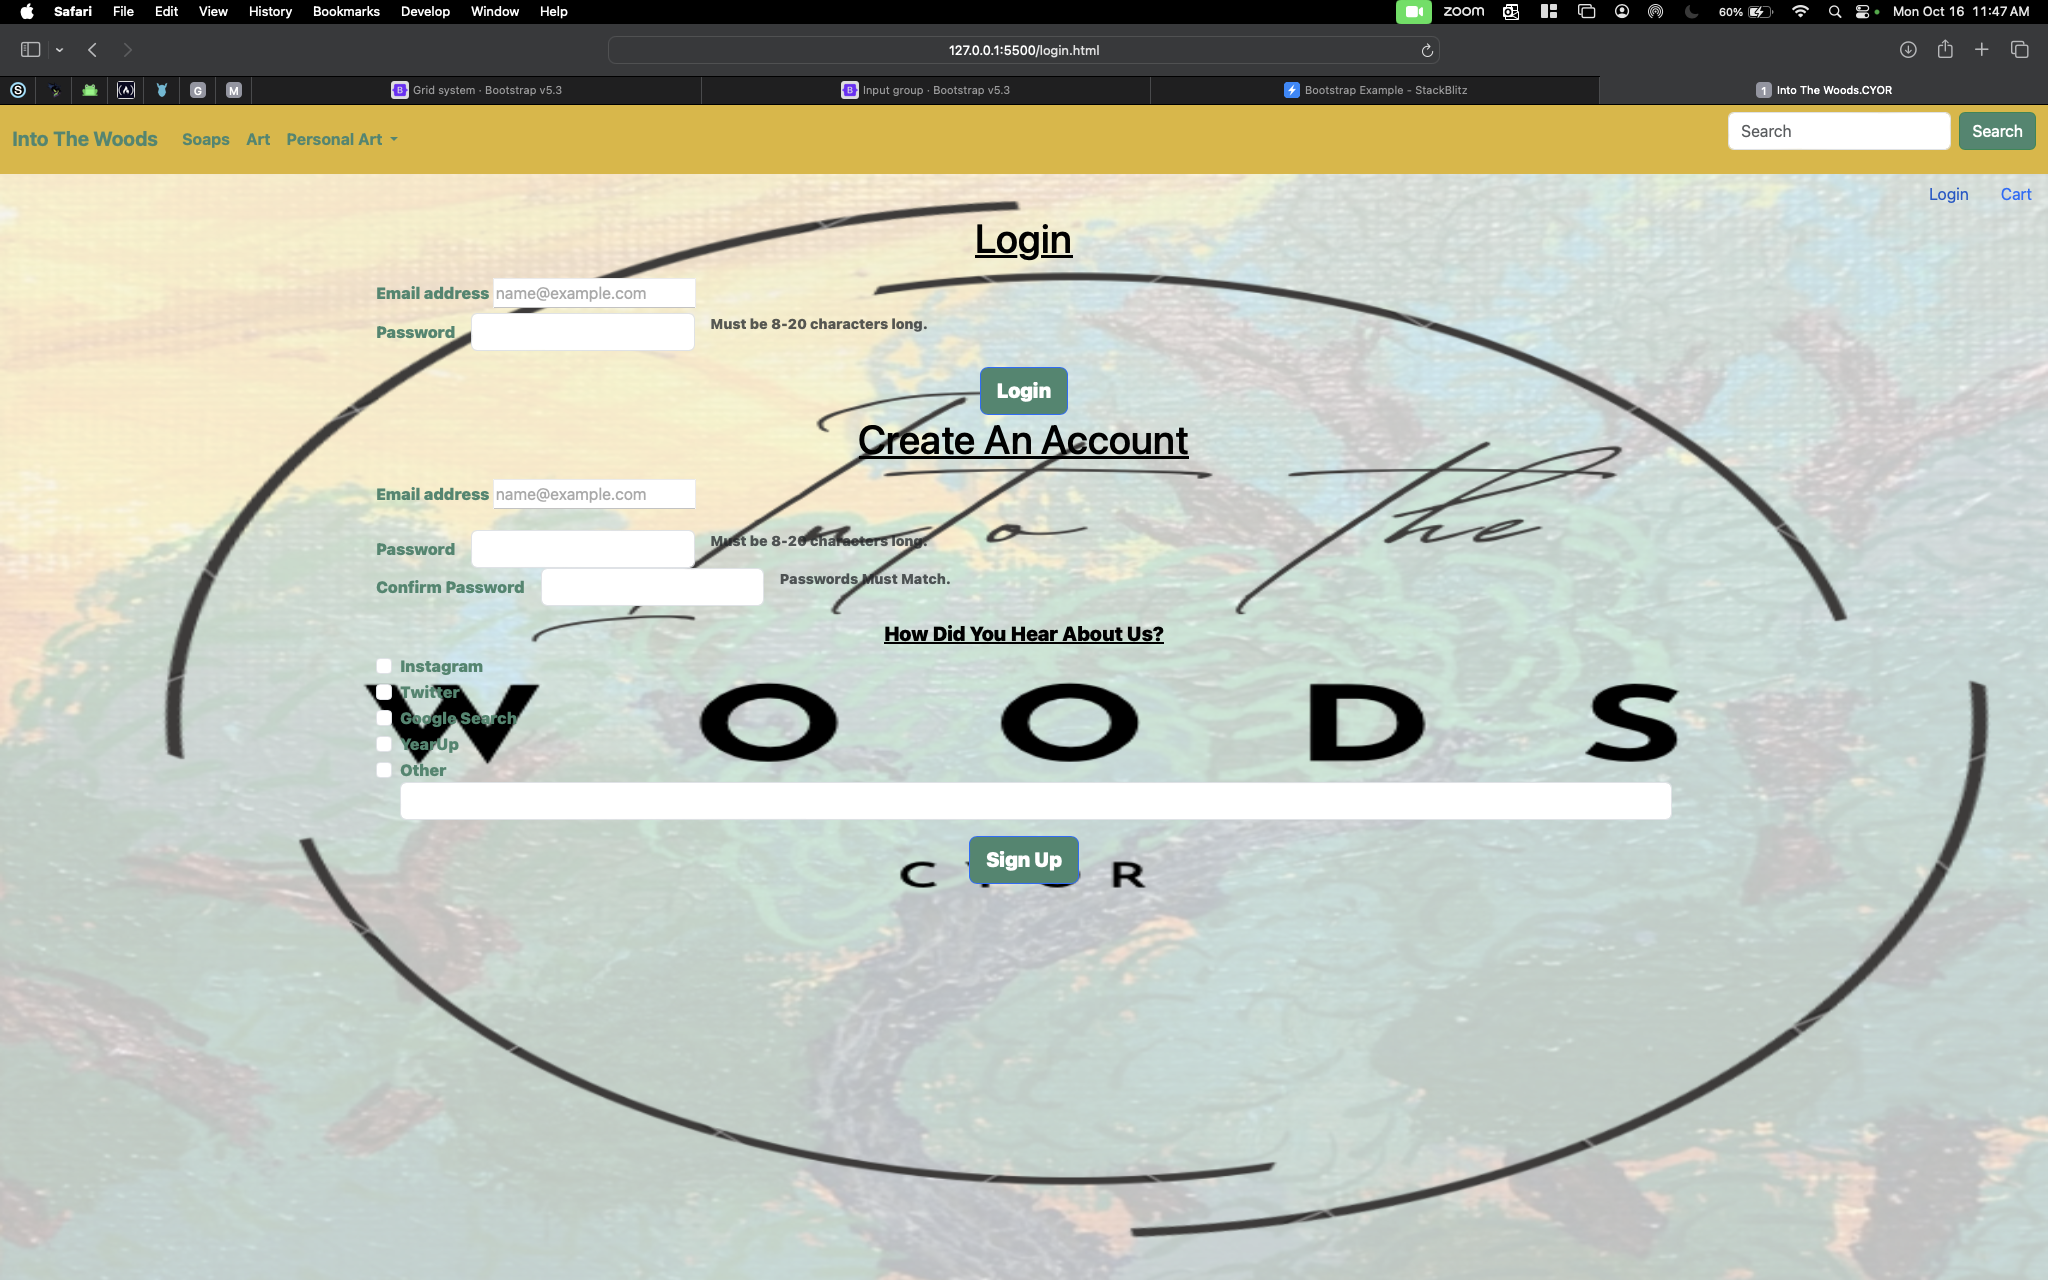 Safari File Edit View History Bookmarks Develop Window Help zoom 60% Mon Oct 16 11:47 AM
127.0.0.1:5500/login.html
G M Grid system · Bootstrap v5.3 Input group · Bootstrap v5.3 Bootstrap Example - StackBlitz 1 Into The Woods.CYOR
Into The Woods Soaps Art Personal Art Search Search
Login Cart
Login
Email address name@example.com
Password Must be 8-20 characters long.
Login
Create An Account
Email address name@example.com
Into The
Password Must be 8-20 characters long.
Confirm Password Passwords Must Match.
How Did You Hear About Us?
Instagram
Twitter
WOODS
Google Search
YearUp
Other
Sign Up
CYOR